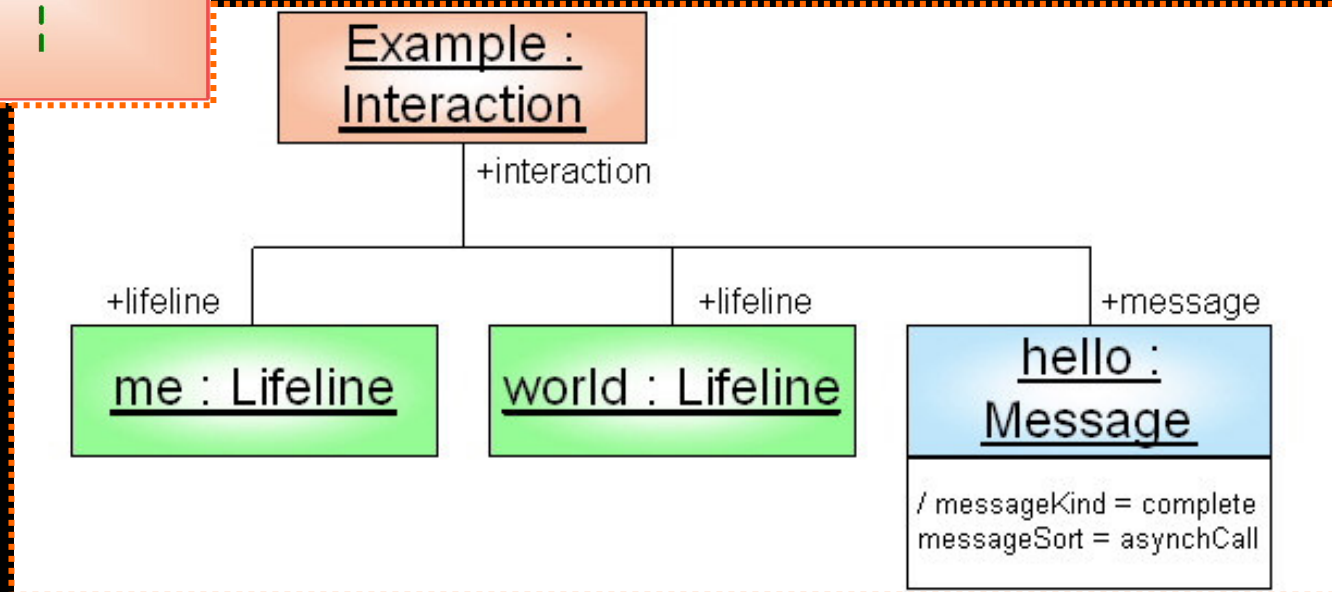 Example :
Interaction
+interaction
+lifeline
+lifeline
+message
me : Lifeline
world : Lifeline
hello :
Message
/ messageKind = complete
messageSort = asynchCall